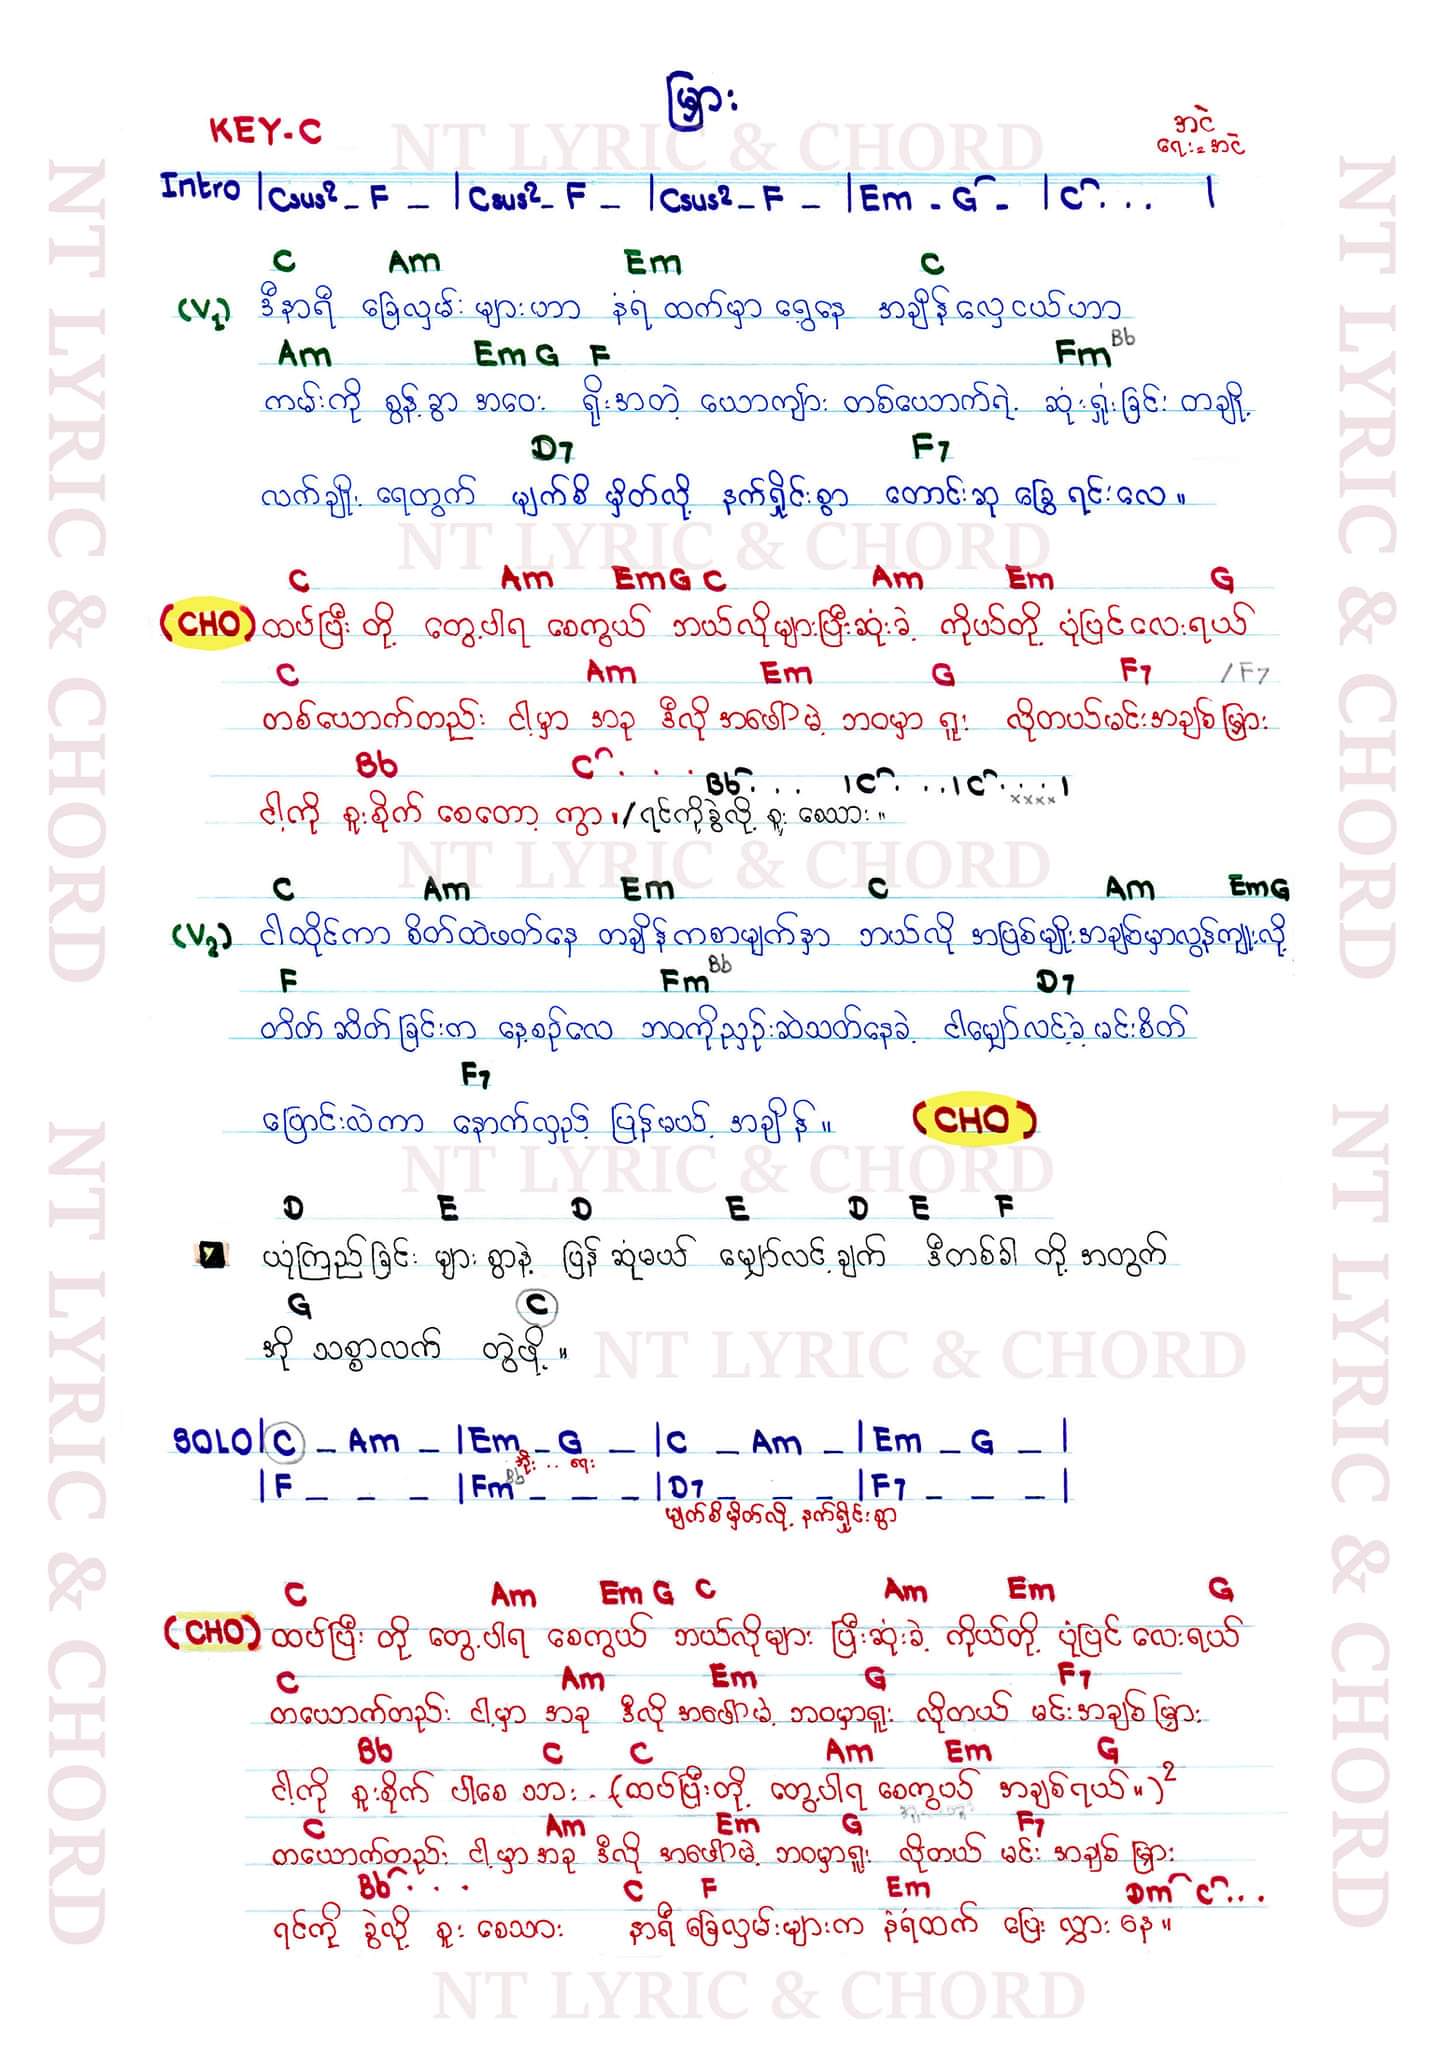 မြှား
KEY-C
အငဲ
ရေး-အငဲ
NT LYRIC & CHORD
Intro |Csus2 _ F _ |Csus2 _ F _ |Csus2 _ F _ |Em - G - |C . . . |
C Am Em C
(V1) ဒီနာရီ ခြေလှမ်း များဟာ နံရံ ထက်မှာ ရွေ့နေ အချိန် လှေငယ်ဟာ
Am Em G F Fm Bb
ကမ်းကို စွန့်ခွာ အဝေး ရိုးအတဲ့ ယောကျာ်း တစ်ယောက်ရဲ့ ဆုံးရှုံးခြင်း တချို့
D7 F7
လက်ချိုး ရေတွက် မျက်စိ မှိတ်လို့ နက်ရှိုင်းစွာ တောင်းဆု ခြွေ ရင်းလေ ။
NT LYRIC & CHORD
C Am Em G C Am Em G
(CHO) ထပ်ပြီး တို့ တွေ့ပါရ စေကွယ် ဘယ်လိုများပြီးဆုံးခဲ့ ကိုယ်တို့ ပုံပြင် လေးရယ်
C Am Em G F7 /F7
တစ်ယောက်တည်း ငါ့မှာ အခု ဒီလို အဖေါ်မဲ့ ဘဝမှာ ရူး လိုတယ်မင်းအချစ် မြှား
Bb C . . . Bb . . . | C . . . | C . . . . |
xxxx
ငါ့ကို စူးစိုက် စေတော့ ကွာ ။ / ရင်ကိုခွဲလို့ စူး စေသား ။
NT LYRIC & CHORD
C Am Em C Am Em G
(V2) ငါထိုင်ကာ စိတ်ထဲဖတ်နေ တချိန်ကစာမျက်နှာ ဘယ်လို အဖြစ်မျိုးအချစ်မှာလွန်ကျူးလို့
F Fm Bb D7
တိတ်ဆိတ်ခြင်းက နေ့စဉ်လေ ဘဝကိုညှဉ်းဆဲသတ်နေခဲ့ ငါမျှော်လင့်ခဲ့ မင်းစိတ်
F7
ပြောင်းလဲကာ နောက်လှည့် ပြန်မယ့် အချိန် ။ (CHO)
NT LYRIC & CHORD
D E D E D E F
ယုံကြည်ခြင်း များ စွာနဲ့ ပြန် ဆုံမယ် မျှော်လင့်ချက် ဒီတစ်ခါ တို့ အတွက်
G C
အို သစ္စာလက် တွဲဖို့ ။
NT LYRIC & CHORD
SOLO |C _ Am _ |Em _ G _ |C _ Am _ |Em _ G _ |
|F _ _ _ |Fm Bb _ _ _ |D7 _ _ _ |F7 _ _ _ |
မျက်စိမှိတ်လို့ နက်ရှိုင်းစွာ
C Am Em G C Am Em G
(CHO) ထပ်ပြီး တို့ တွေ့ပါရ စေကွယ် ဘယ်လိုများ ပြီးဆုံးခဲ့ ကိုယ်တို့ ပုံပြင် လေးရယ်
C Am Em G F7
တယောက်တည်း ငါ့မှာ အခု ဒီလို အဖေါ်မဲ့ ဘဝမှာရူး လိုတယ် မင်းအချစ် မြှား
Bb C C Am Em G
ငါ့ကို စူးစိုက် ပါစေ သား . . (ထပ်ပြီးတို့ တွေ့ပါရ စေကွယ် အချစ်ရယ် ။)2
C Am Em G F7
တယောက်တည်း ငါ့မှာ အခု ဒီလို အဖေါ်မဲ့ ဘဝမှာရူး လိုတယ် မင်း အချစ် မြှား
Bb . . . C F Em Dm C . . .
ရင်ကို ခွဲလို့ စူး စေသား နာရီ ခြေလှမ်းများက နံရံထက် ပြေး လွှား နေ ။
NT LYRIC & CHORD
NT LYRIC & CHORD
NT LYRIC & CHORD
NT LYRIC & CHORD
NT LYRIC & CHORD